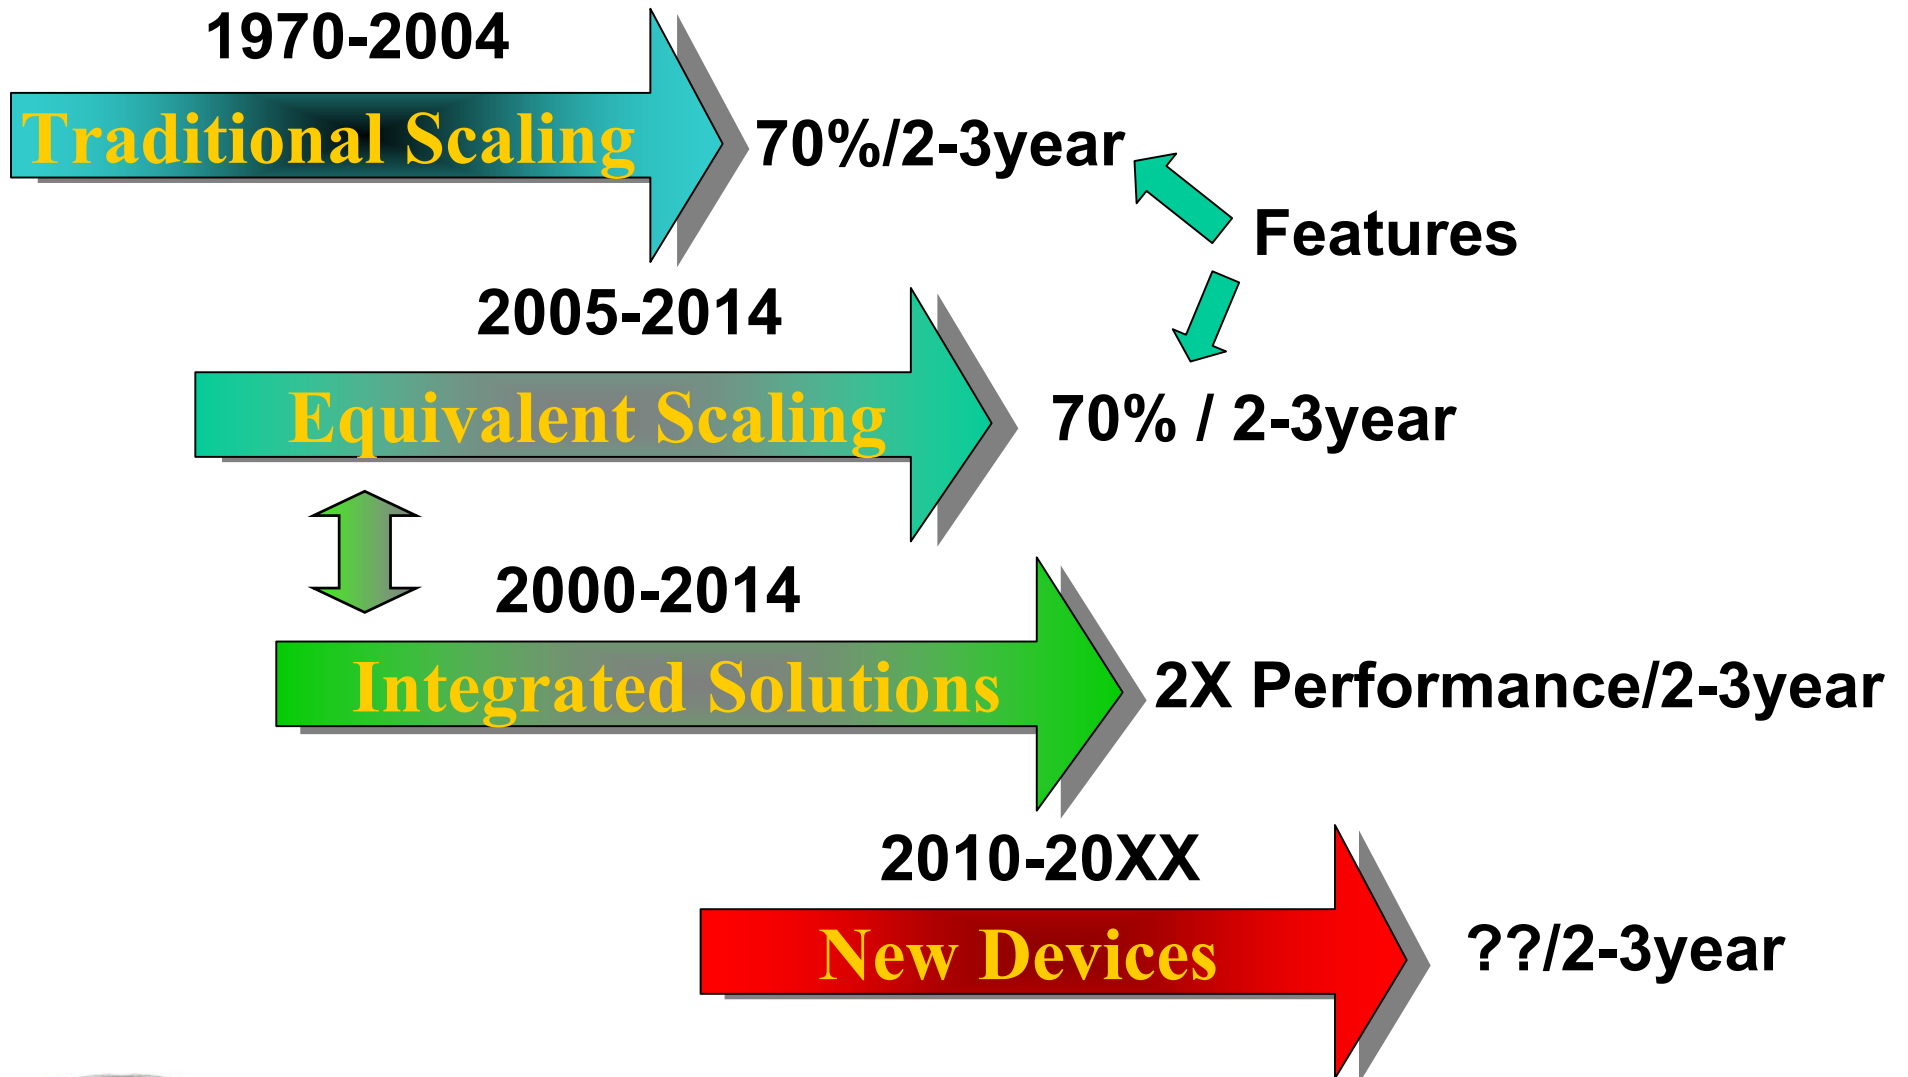 1970-2004
Traditional Scaling
70%/2-3year
Features
2005-2014
Equivalent Scaling
70% / 2-3year
2000-2014
Integrated Solutions
2X Performance/2-3year
2010-20XX
New Devices
??/2-3year